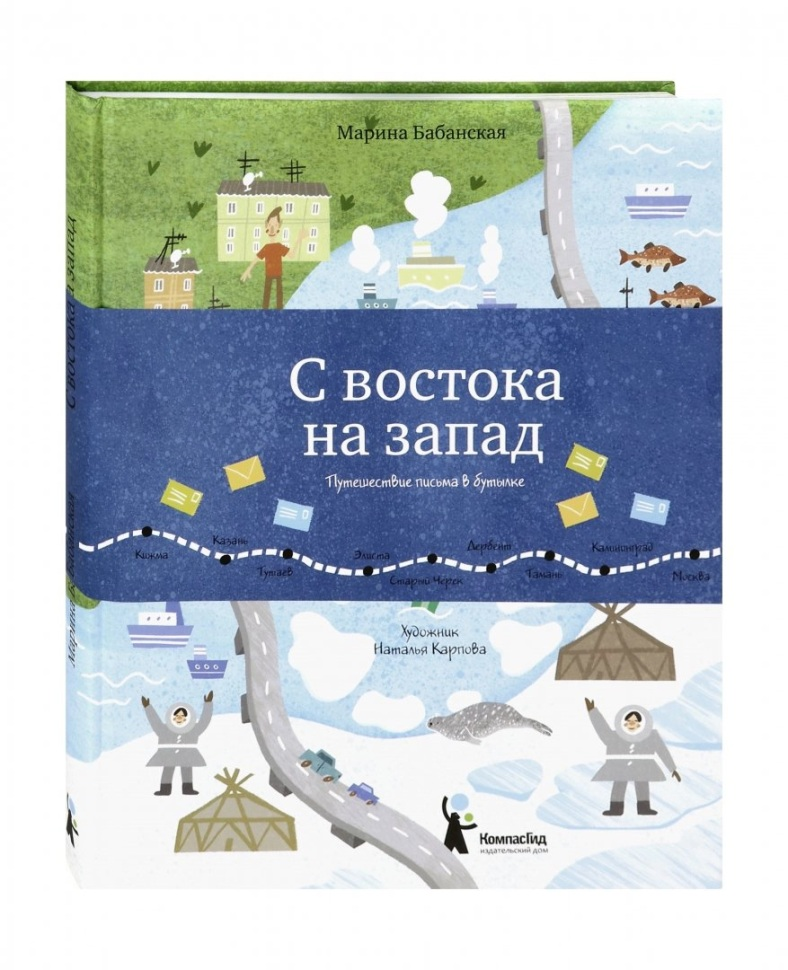 Марина Бабанская
С востока
на запад
Путешествие письма в бутылке
Кижма
Казань
Тутаев
Элиста
Старый Черек
Дербент
Тамань
Калининград
Москва
Художник
Наталья Карпова
КомпасГид
издательский дом
С востока на запад
Марина Бабанская